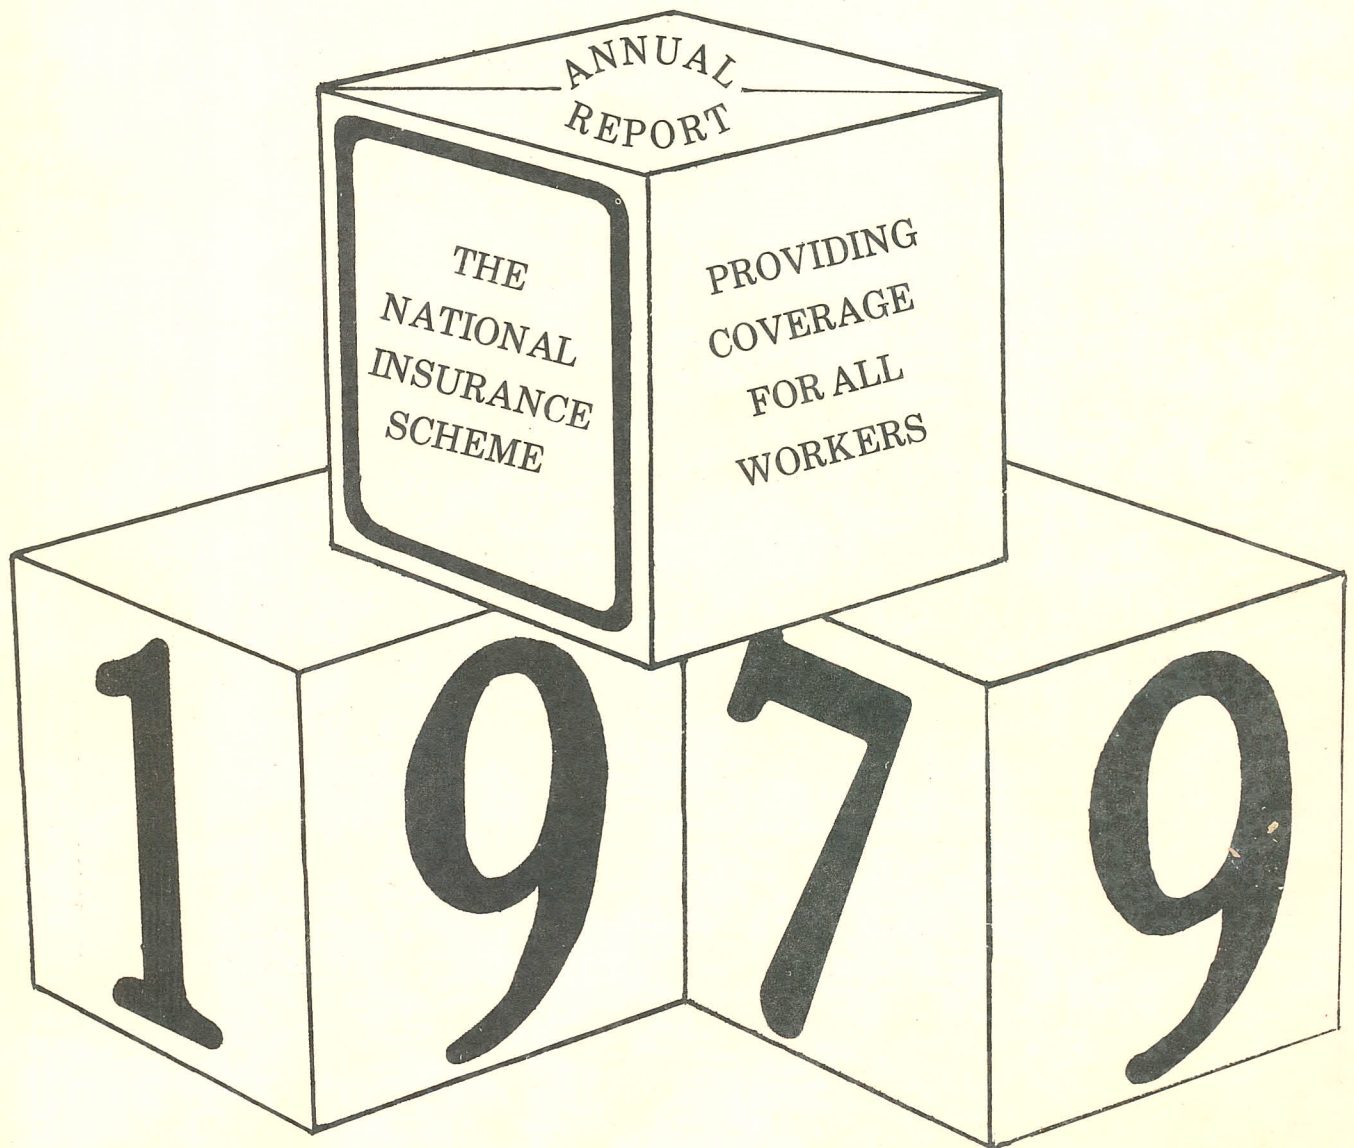 ANNUAL
REPORT
THE
NATIONAL
INSURANCE
SCHEME
PROVIDING
COVERAGE
FOR ALL
WORKERS
1979